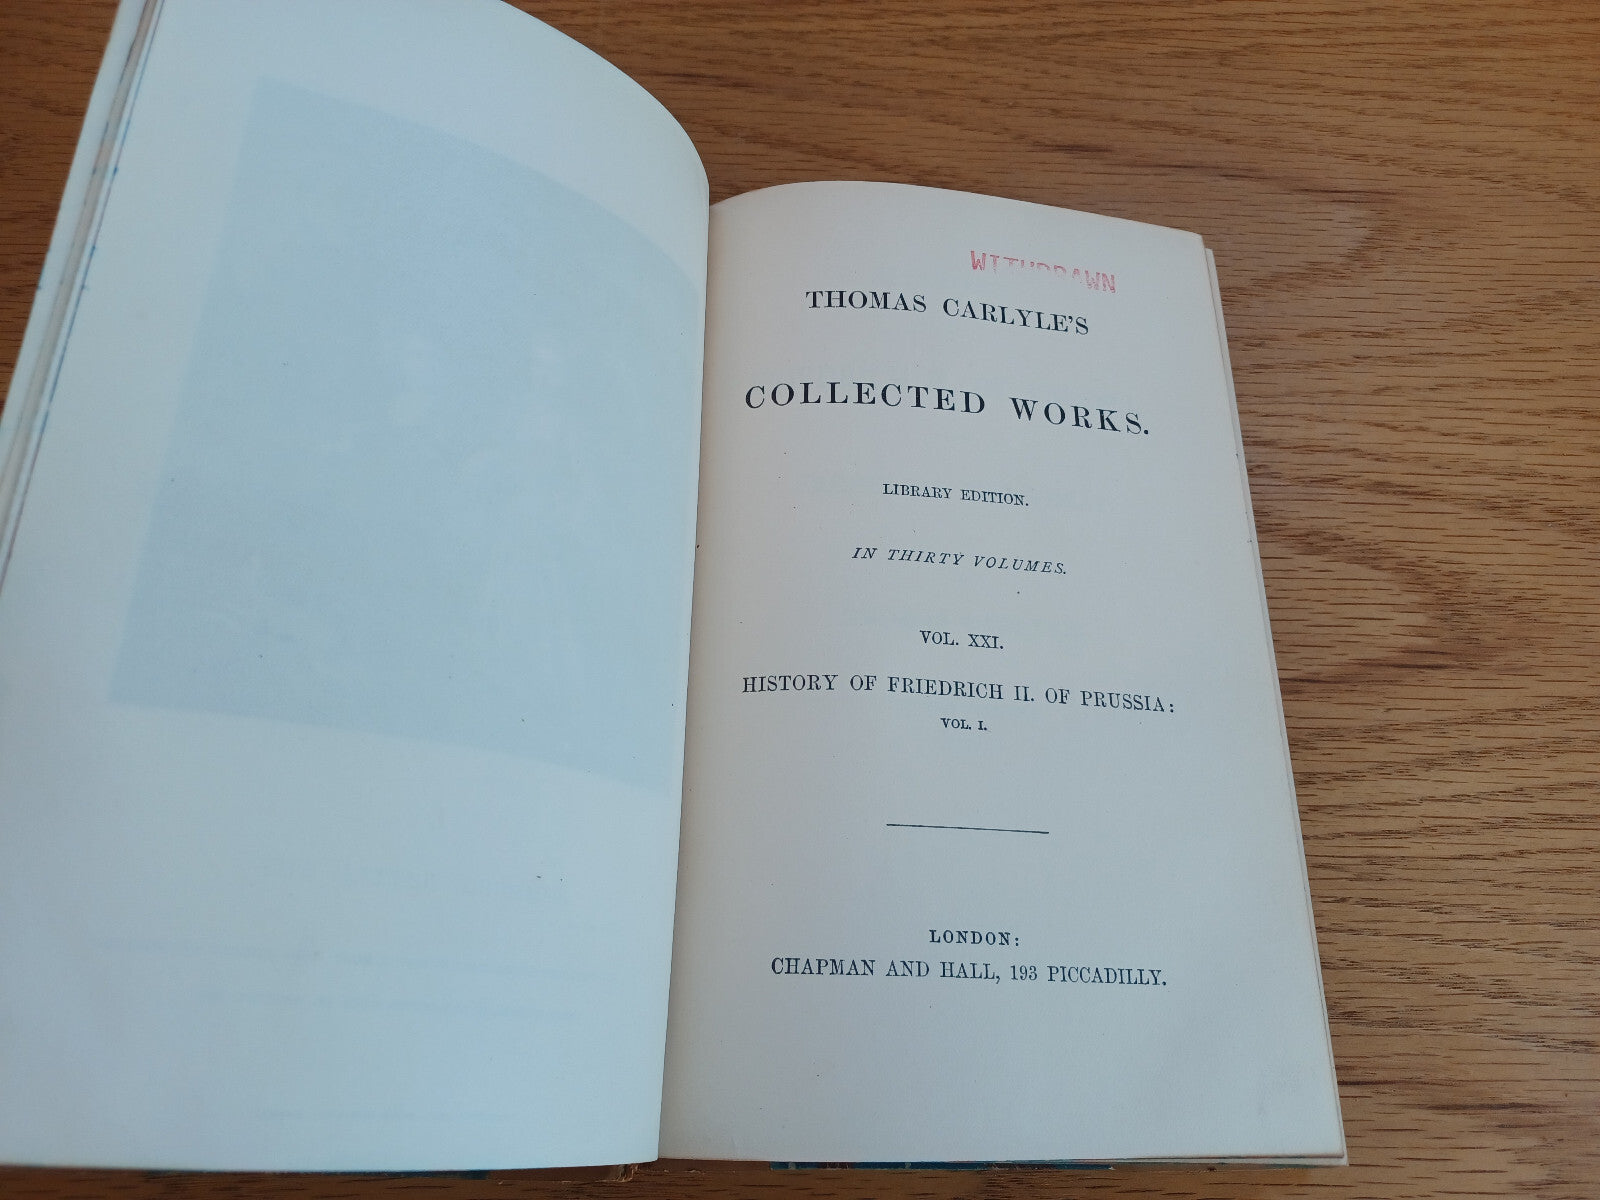 WITHDRAWN
THOMAS CARLYLE'S
COLLECTED WORKS.
LIBRARY EDITION.
IN THIRTY VOLUMES.
VOL. XXI.
HISTORY OF FRIEDRICH II. OF PRUSSIA:
VOL. I.
LONDON:
CHAPMAN AND HALL, 193 PICCADILLY.